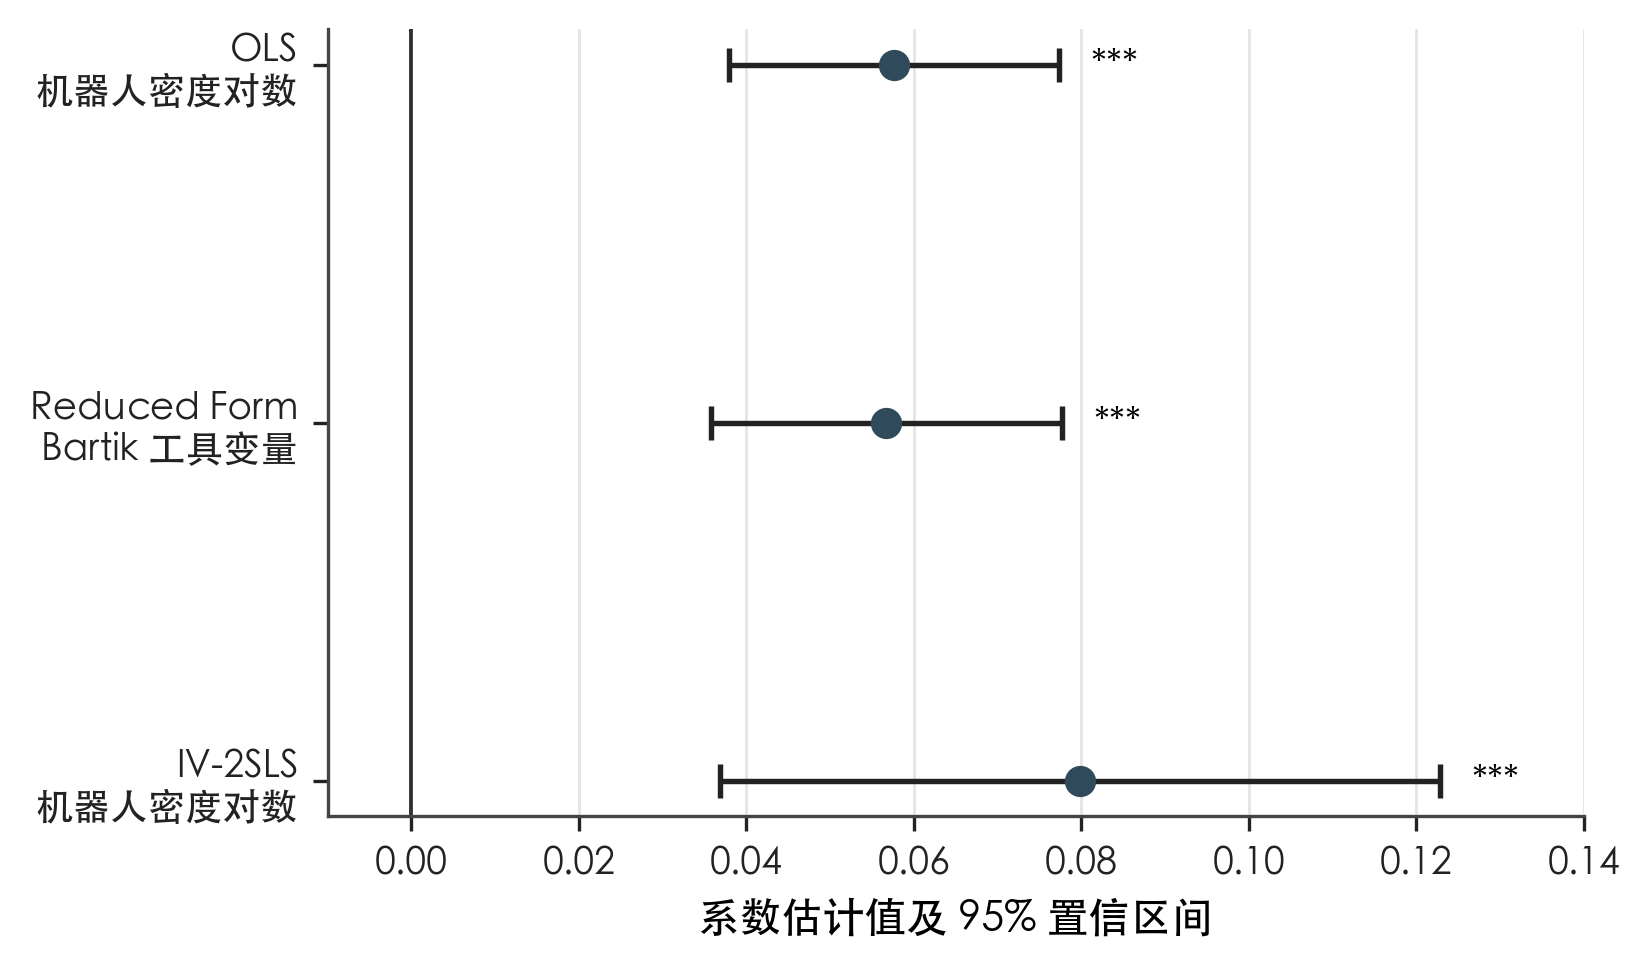 OLS
机器人密度对数
***
Reduced Form
Bartik 工具变量
***
IV-2SLS
机器人密度对数
***
0.00 0.02 0.04 0.06 0.08 0.10 0.12 0.14
系数估计值及 95% 置信区间